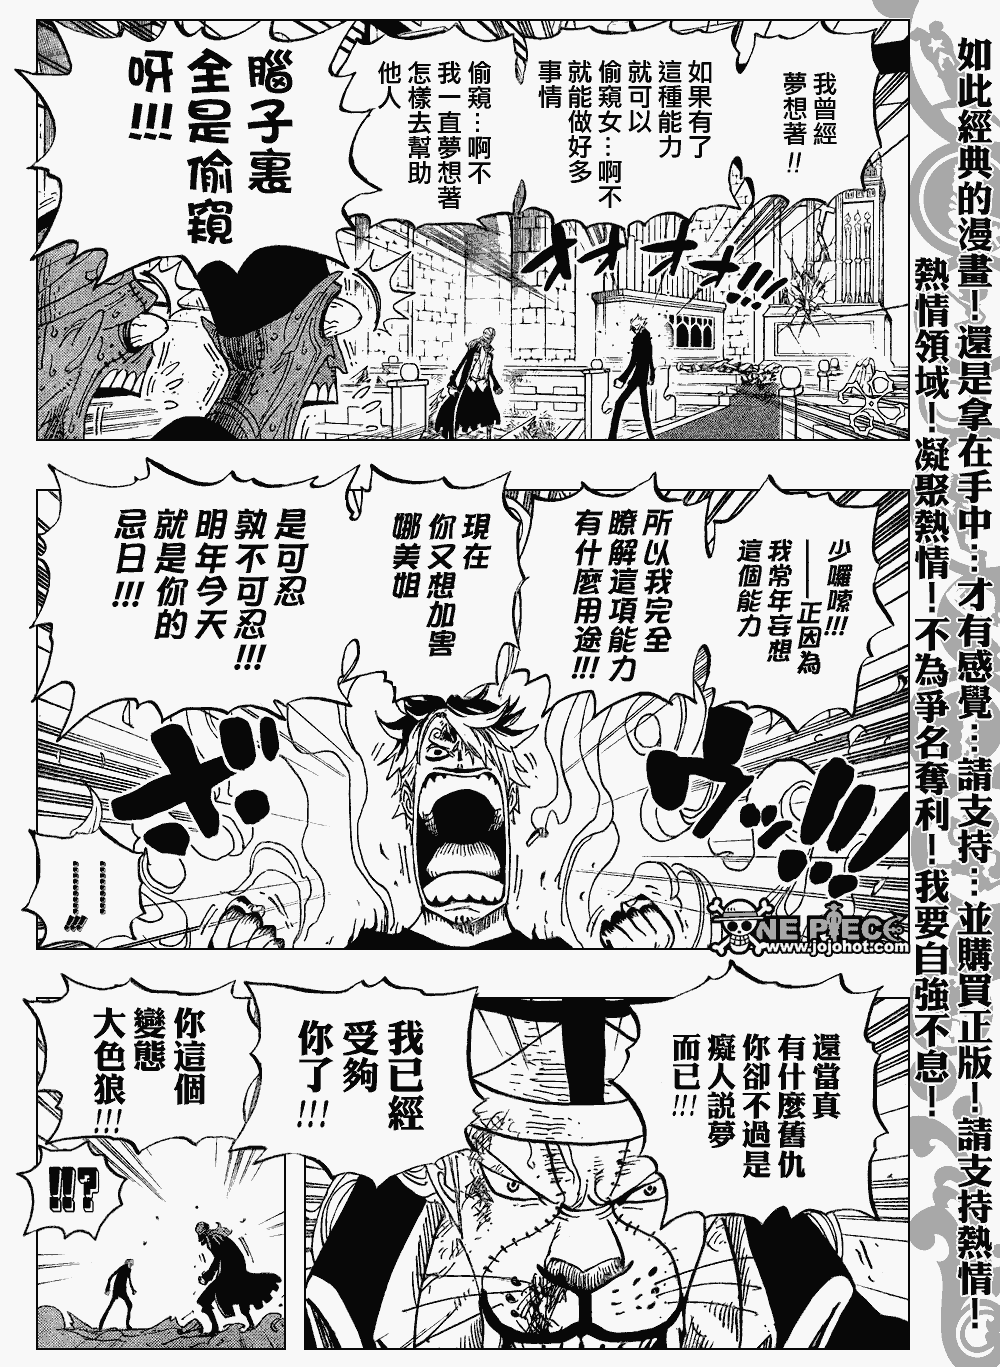 我曾經
夢想著!!
如果有了
這種能力
就可以
偷窺女…啊不
就能做好多
事情
偷窺…啊不
我一直夢想著
怎樣去幫助
他人
腦子裏
全是偷窺
呀!!!
オオオオ!!!
少囉嗦!!!
——正因為
我常年妄想
這個能力
所以我完全
瞭解這項能力
有什麼用途!!!
現在
你又想加害
娜美姐
是可忍
孰不可忍!!!
明年今天
就是你的
忌日!!!
………
………!!!
ONE PIECE
www.jojohot.com
還當真
有什麼舊仇
你卻不過是
癡人說夢
而已!!!
我已經
受夠
你了!!!
你這個
變態
大色狼!!!
!!?
如此經典的漫畫!還是拿在手中…才有感覺…請支持…並購買正版!請支持熱情!
熱情領域!凝聚熱情!不為爭名奪利!我要自強不息!